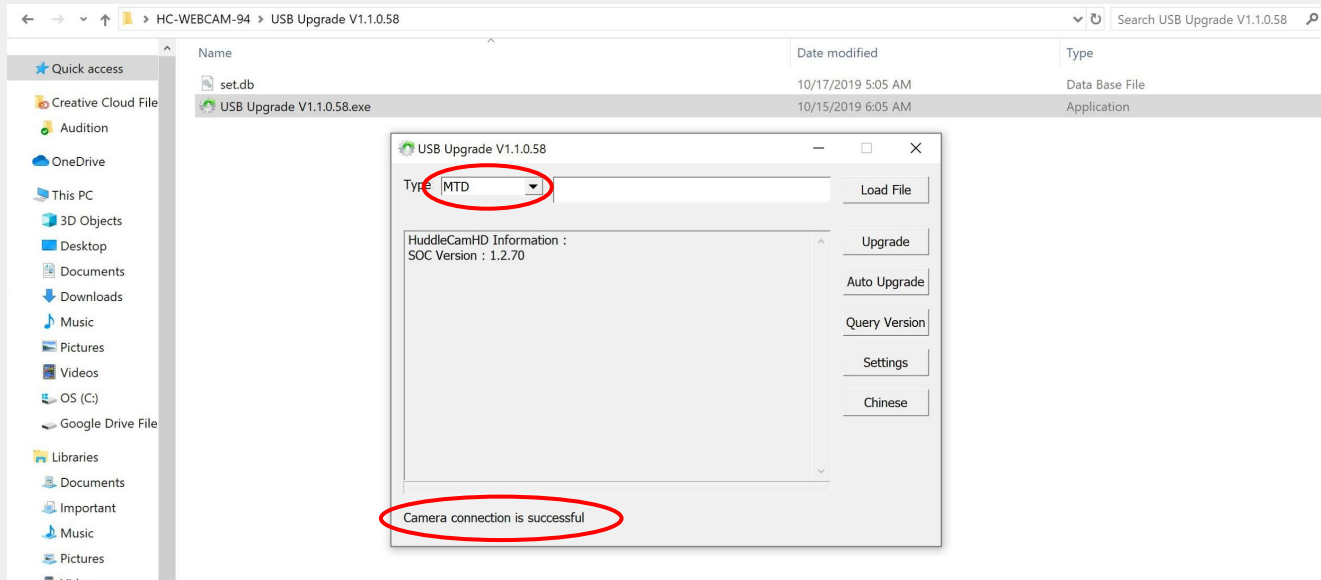 HC-WEBCAM-94 > USB Upgrade V1.1.0.58
Search USB Upgrade V1.1.0.58
Name Date modified Type
Quick access
set.db 10/17/2019 5:05 AM Data Base File
Creative Cloud File
USB Upgrade V1.1.0.58.exe 10/15/2019 6:05 AM Application
Audition
OneDrive
This PC
3D Objects
Desktop
Documents
Downloads
Music
Pictures
Videos
OS (C:)
Google Drive File
Libraries
Documents
Important
Music
Pictures
USB Upgrade V1.1.0.58
Type MTD Load File
HuddleCamHD Information :
SOC Version : 1.2.70
Upgrade
Auto Upgrade
Query Version
Settings
Chinese
Camera connection is successful